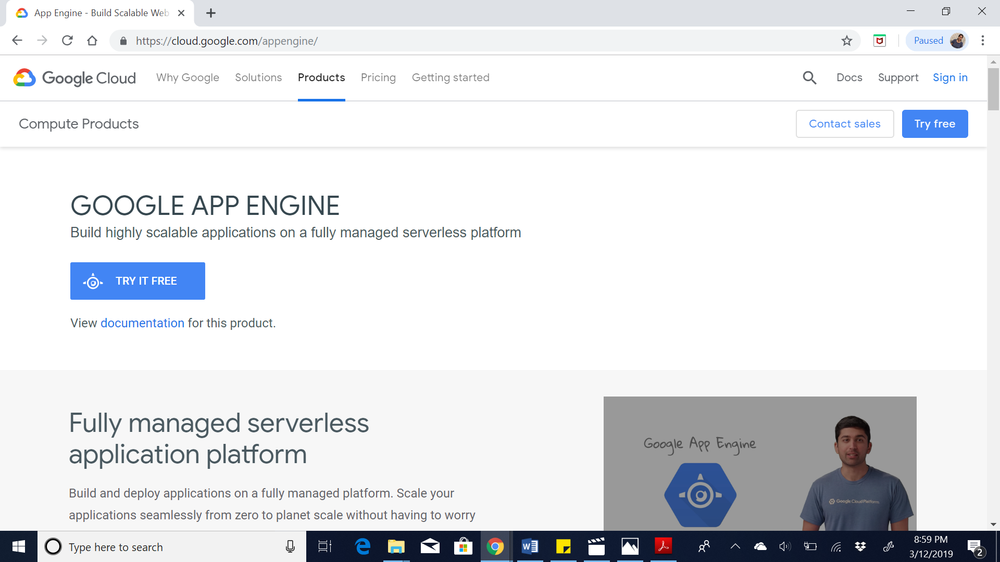 App Engine - Build Scalable Web
https://cloud.google.com/appengine/
Paused
Google Cloud
Why Google
Solutions
Products
Pricing
Getting started
Docs
Support
Sign in
Compute Products
Contact sales
Try free
GOOGLE APP ENGINE
Build highly scalable applications on a fully managed serverless platform
TRY IT FREE
View documentation for this product.
Fully managed serverless
application platform
Build and deploy applications on a fully managed platform. Scale your
applications seamlessly from zero to planet scale without having to worry
Google App Engine
Google Cloud Platform
Type here to search
8:59 PM
3/12/2019
2